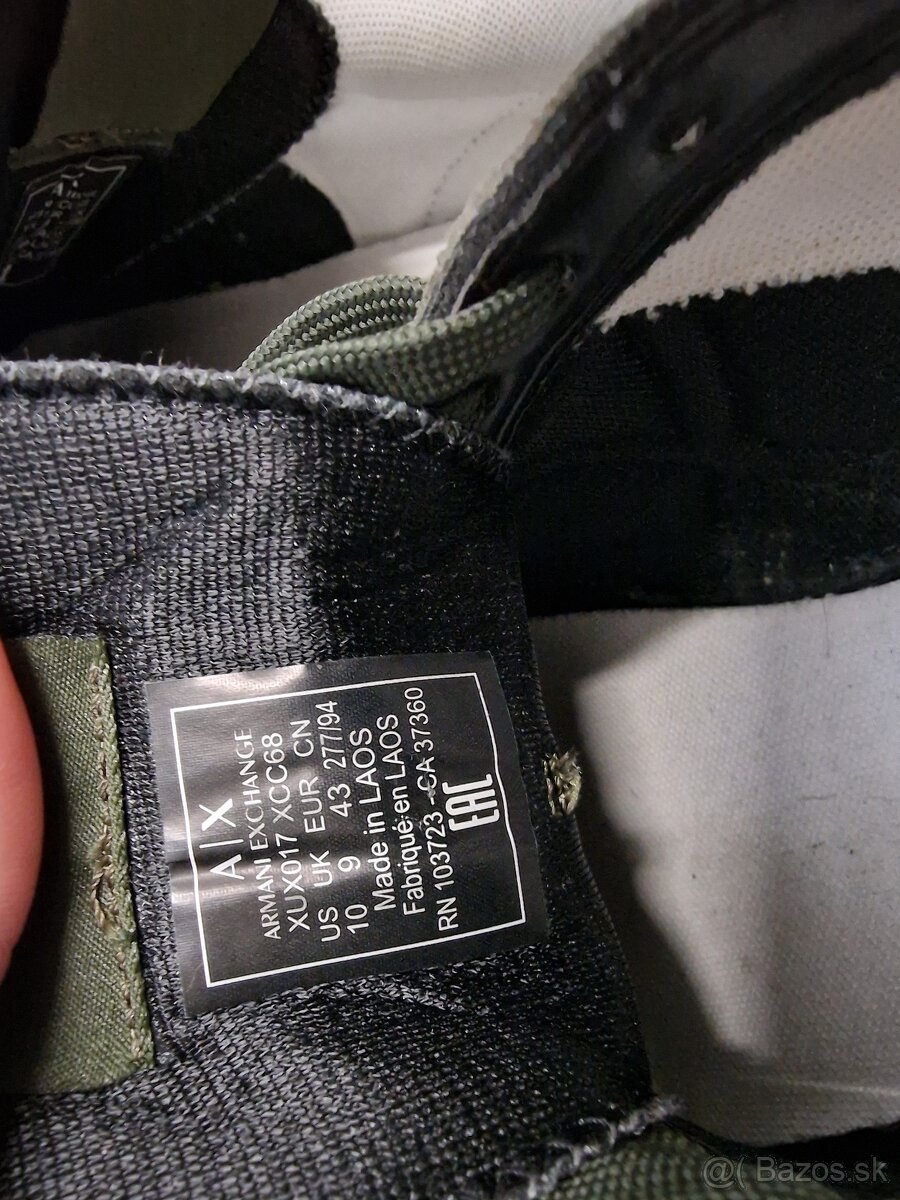 A|X
ARMANI EXCHANGE
XUX017 XCC68
US UK EUR CN
10 9 43 277/94
Made in LAOS
Fabriqué en LAOS
RN 103723 -CA 37360
EAC
@( Bazos.sk